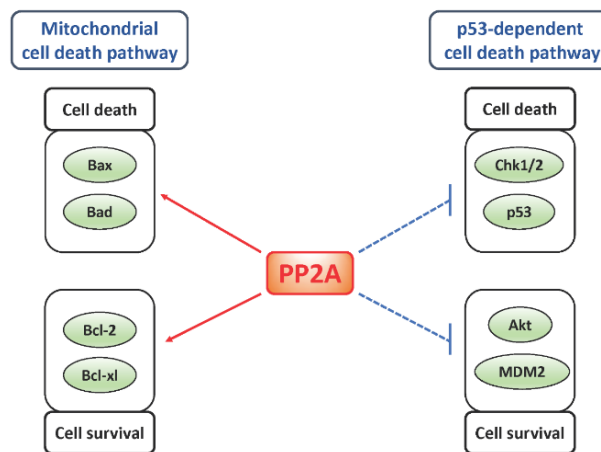 Mitochondrial
cell death pathway
Cell death
Bax
Bad
Bcl-2
Bcl-xl
Cell survival
PP2A
p53-dependent
cell death pathway
Cell death
Chk1/2
p53
Akt
MDM2
Cell survival